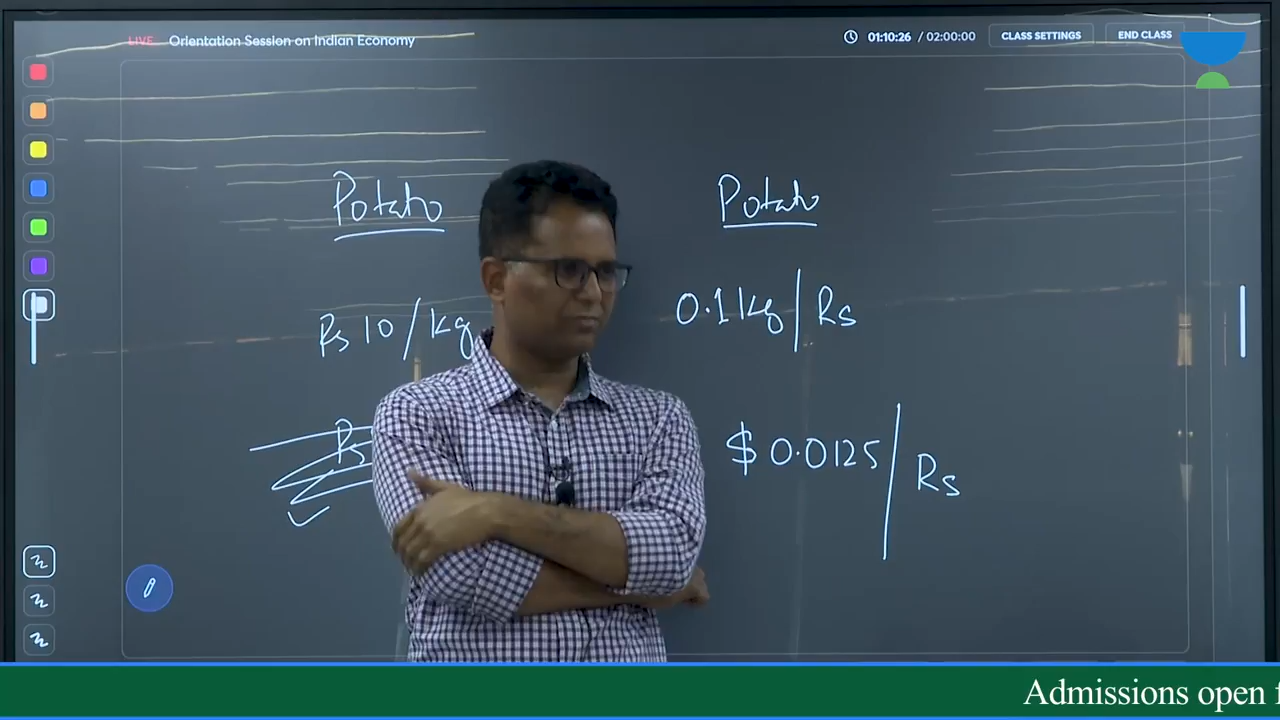 LIVE Orientation Session on Indian Economy 01:10:26 / 02:00:00 CLASS SETTINGS END CLASS
Potato Potato
Rs 10 / kg 0.1 kg / Rs
Rs $ 0.0125 / Rs
Admissions open f